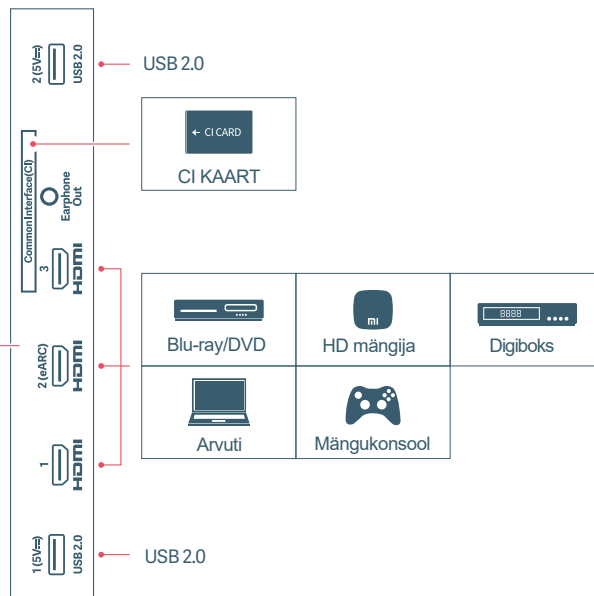 2 (5V⎓)
USB 2.0
USB 2.0
Common Interface(CI)
← CI CARD
CI KAART
Earphone
Out
3
HDMI
2 (eARC)
HDMI
1
HDMI
Blu-ray/DVD
mi
HD mängija
8888
Digiboks
Arvuti
Mängukonsool
1 (5V⎓)
USB 2.0
USB 2.0